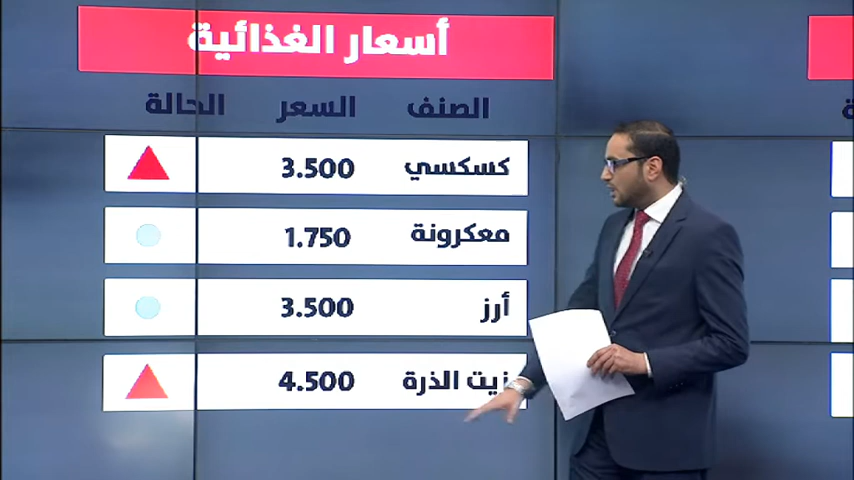 أسعار الغذائية
الصنف السعر الحالة
كسكسي 3.500
معكرونة 1.750
أرز 3.500
زيت الذرة 4.500